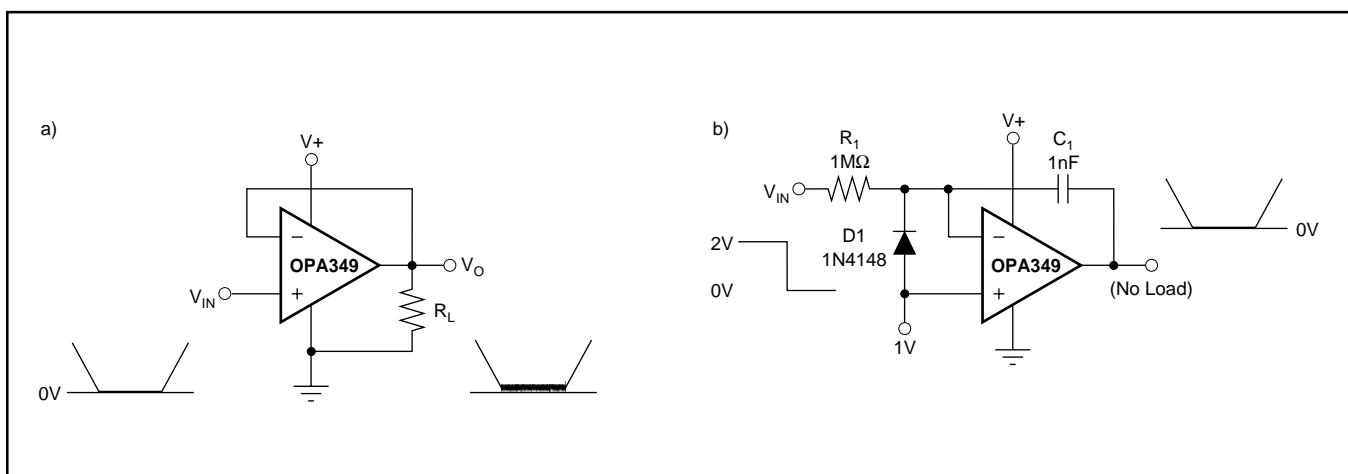 a)
V+
OPA349
−
+
V_IN
V_O
R_L
0V
b)
V+
R_1
1MΩ
C_1
1nF
V_IN
2V
0V
D1
1N4148
−
OPA349
+
1V
(No Load)
0V